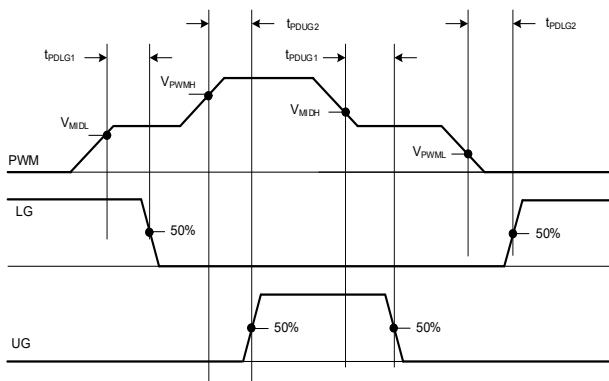 tPDUG2
tPDLG2
tPDLG1
tPDUG1
VPWMH
VMIDL
VMIDH
VPWML
PWM
LG
50%
50%
50%
50%
UG